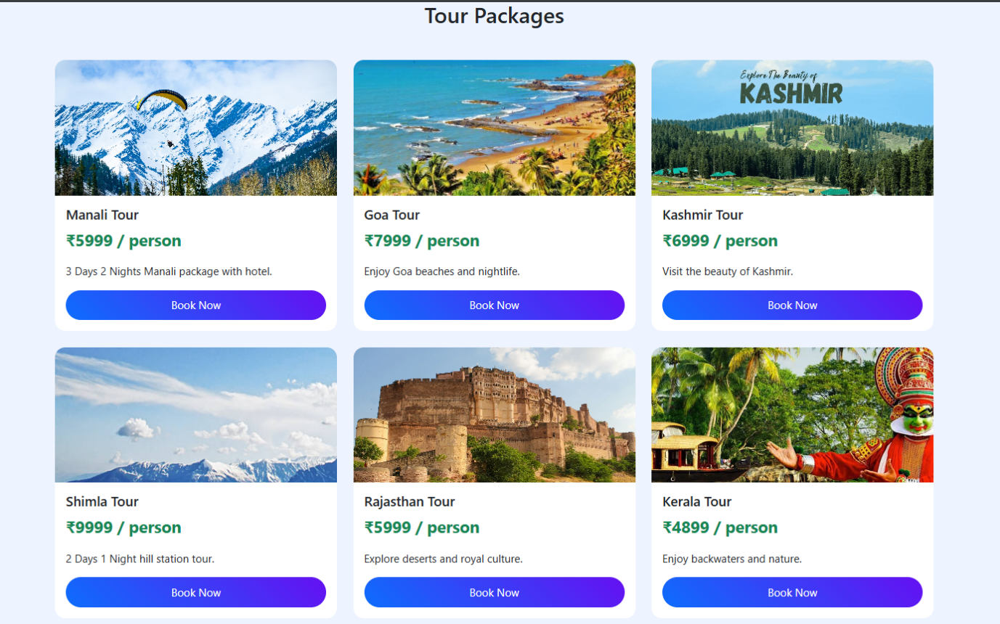 Tour Packages
Explore The Beauty of
KASHMIR
Manali Tour
₹5999 / person
3 Days 2 Nights Manali package with hotel.
Book Now
Goa Tour
₹7999 / person
Enjoy Goa beaches and nightlife.
Book Now
Kashmir Tour
₹6999 / person
Visit the beauty of Kashmir.
Book Now
Shimla Tour
₹9999 / person
2 Days 1 Night hill station tour.
Book Now
Rajasthan Tour
₹5999 / person
Explore deserts and royal culture.
Book Now
Kerala Tour
₹4899 / person
Enjoy backwaters and nature.
Book Now